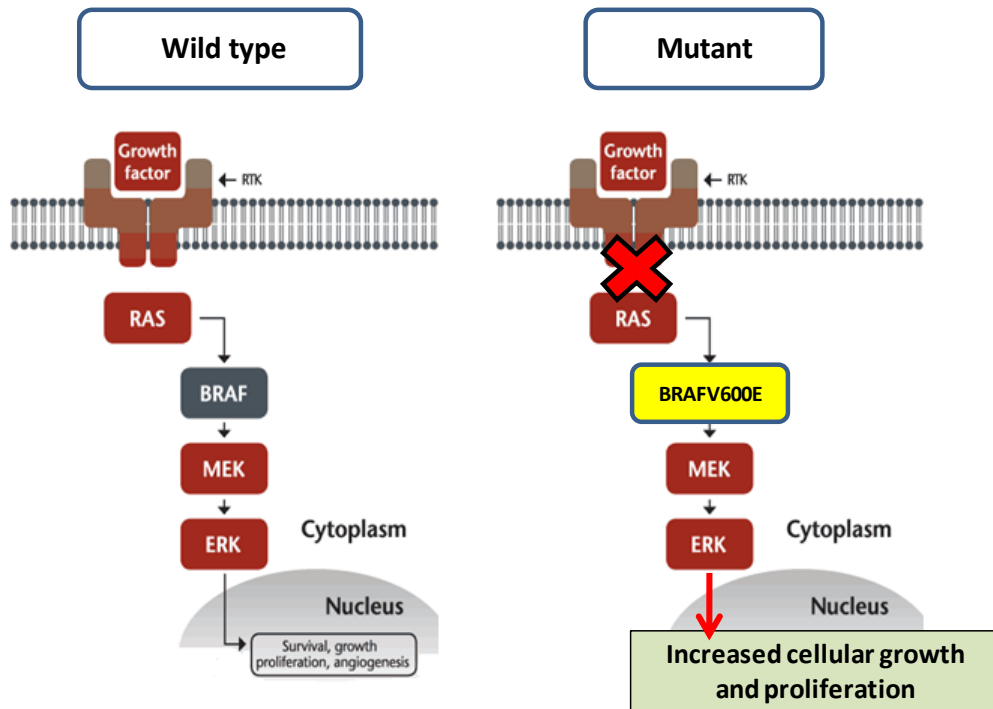 Wild type
Growth
factor
RTK
RAS
BRAF
MEK
ERK
Cytoplasm
Nucleus
Survival, growth
proliferation, angiogenesis
Mutant
Growth
factor
RTK
RAS
BRAFV600E
MEK
ERK
Cytoplasm
Nucleus
Increased cellular growth
and proliferation